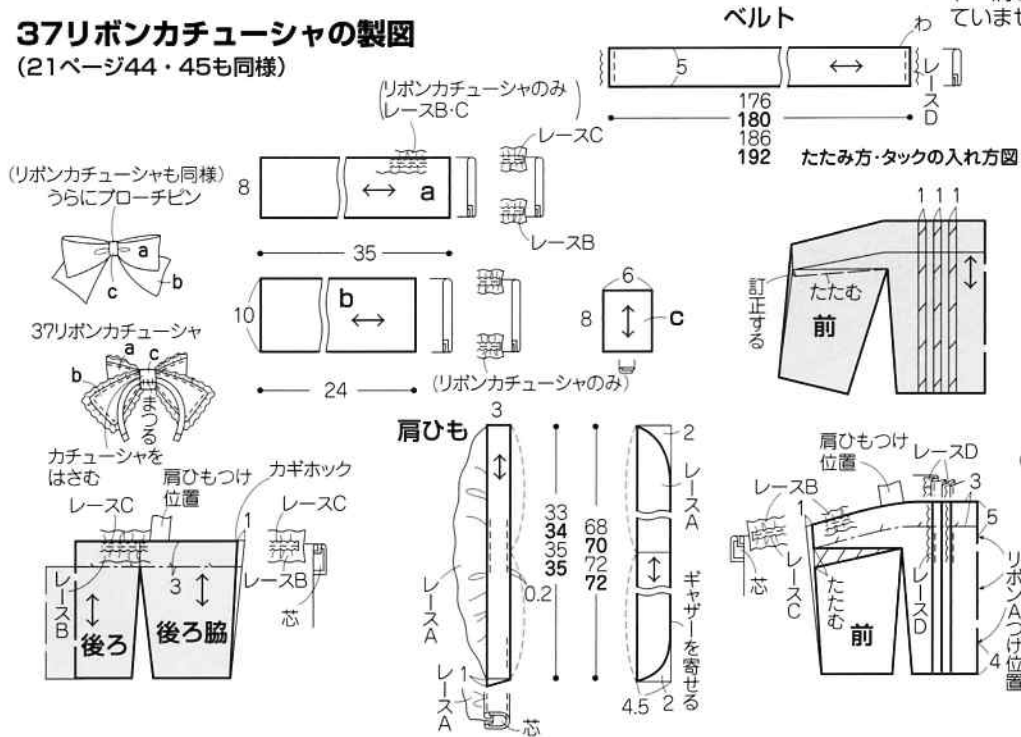 37リボンカチューシャの製図
(21ページ44・45も同様)
ベルト
わ
ていませ
5
レースD
176
180
186
192
(リボンカチューシャのみ
レースB・C)
レースC
8
a
レースB
35
(リボンカチューシャも同様)
うらにブローチピン
a
b
c
10
b
24
(リボンカチューシャのみ)
6
8
c
37リボンカチューシャ
a
c
b
まつる
カチューシャを
はさむ
たたみ方・タックの入れ方図
1 1 1
訂正する
たたむ
前
肩ひもつけ
位置
カギホック
レースC
1
レースC
3
レースB
レースB
芯
後ろ
後ろ脇
肩ひも
3
33
34
35
35
68
70
72
72
0.2
レースA
1
レースA
芯
2
レースA
ギャザーを寄せる
4.5
2
肩ひもつけ
位置
レースD
レースB
1
3
5
芯
レースC
たたむ
レースD
前
リボンAつけ位置
4